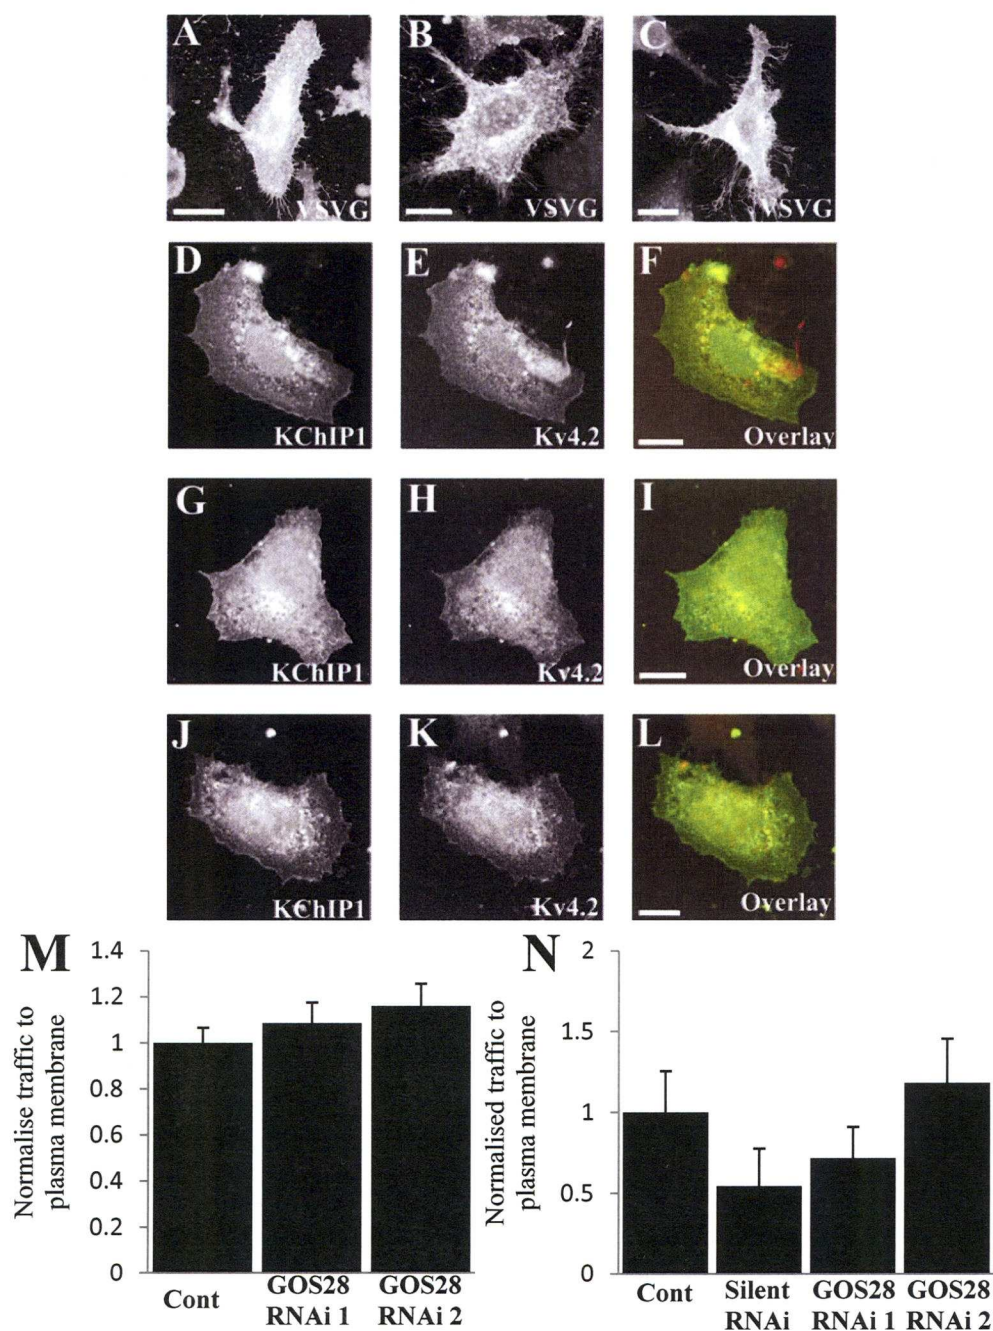 A
VSVG
B
VSVG
C
VSVG
D
KChIP1
E
Kv4.2
F
Overlay
G
KChIP1
H
Kv4.2
I
Overlay
J
KChIP1
K
Kv4.2
L
Overlay
M
Normalise traffic to
plasma membrane
1.4
1.2
1
0.8
0.6
0.4
0.2
0
Cont
GOS28
RNAi 1
GOS28
RNAi 2
N
Normalised traffic to
plasma membrane
2
1.5
1
0.5
0
Cont
Silent
RNAi
GOS28
RNAi 1
GOS28
RNAi 2